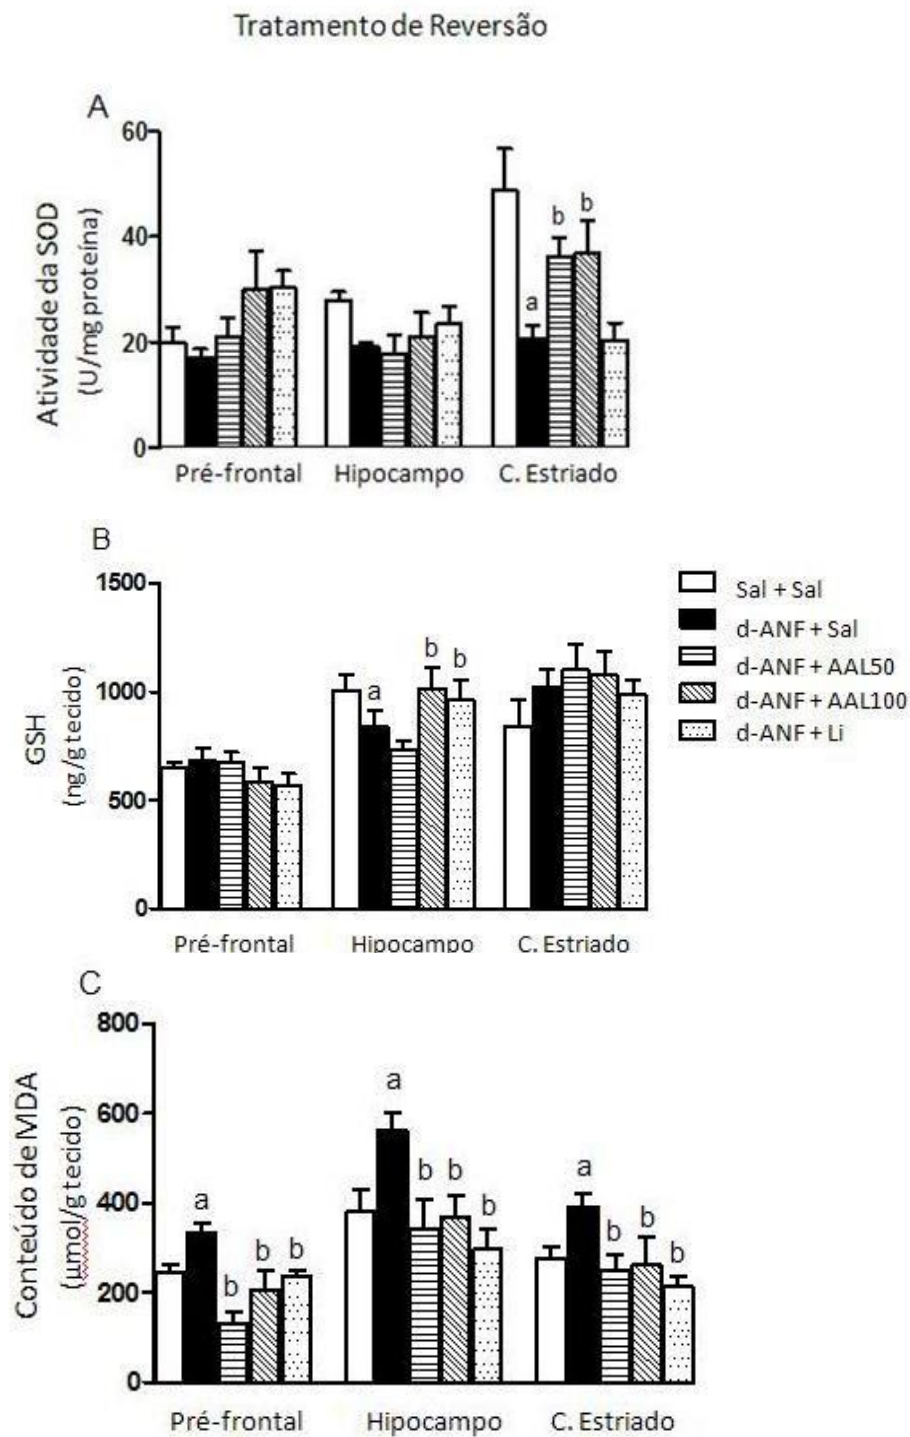 Tratamento de Reversão
A
Atividade da SOD
(U/mg proteína)
60
40
20
0
b b
a
Pré-frontal Hipocampo C. Estriado
B
GSH
(ng/g tecido)
1500
1000
500
0
b b
a
Pré-frontal Hipocampo C. Estriado
Sal + Sal
d-ANF + Sal
d-ANF + AAL50
d-ANF + AAL100
d-ANF + Li
C
Conteúdo de MDA
(µmol/g tecido)
800
600
400
200
0
a b b b
a b b b
a b b b
Pré-frontal Hipocampo C. Estriado